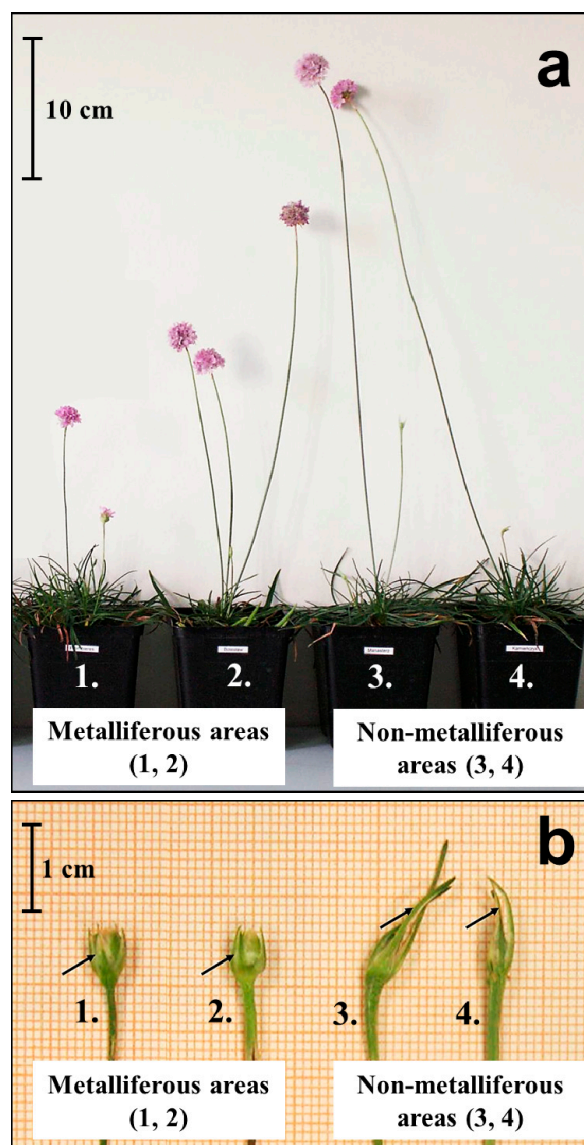 a
10 cm
1.
2.
3.
4.
Metalliferous areas
(1, 2)
Non-metalliferous
areas (3, 4)
b
1 cm
1.
2.
3.
4.
Metalliferous areas
(1, 2)
Non-metalliferous
areas (3, 4)